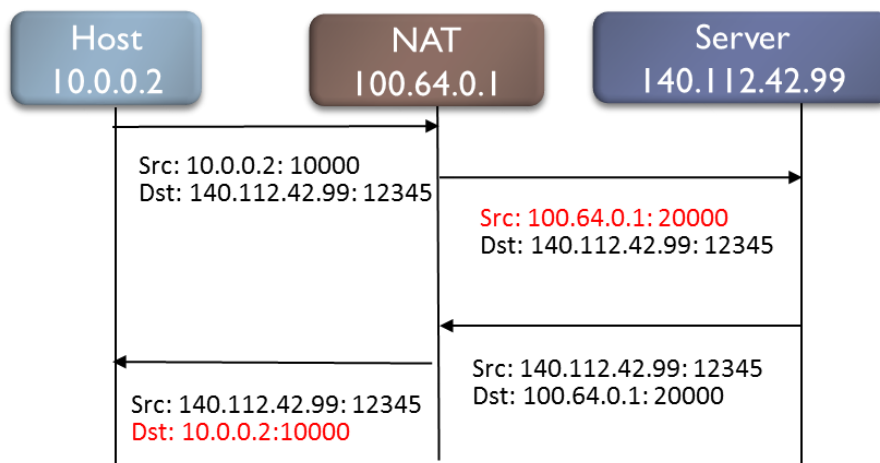 Host
10.0.0.2
NAT
100.64.0.1
Server
140.112.42.99
Src: 10.0.0.2: 10000
Dst: 140.112.42.99: 12345
Src: 100.64.0.1: 20000
Dst: 140.112.42.99: 12345
Src: 140.112.42.99: 12345
Dst: 100.64.0.1: 20000
Src: 140.112.42.99: 12345
Dst: 10.0.0.2:10000